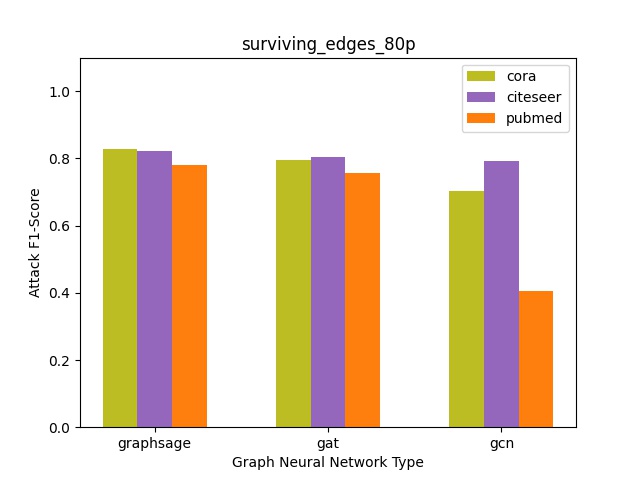 surviving_edges_80p
cora
citeseer
pubmed
1.0
0.8
0.6
0.4
0.2
0.0
Attack F1-Score
graphsage
gat
gcn
Graph Neural Network Type